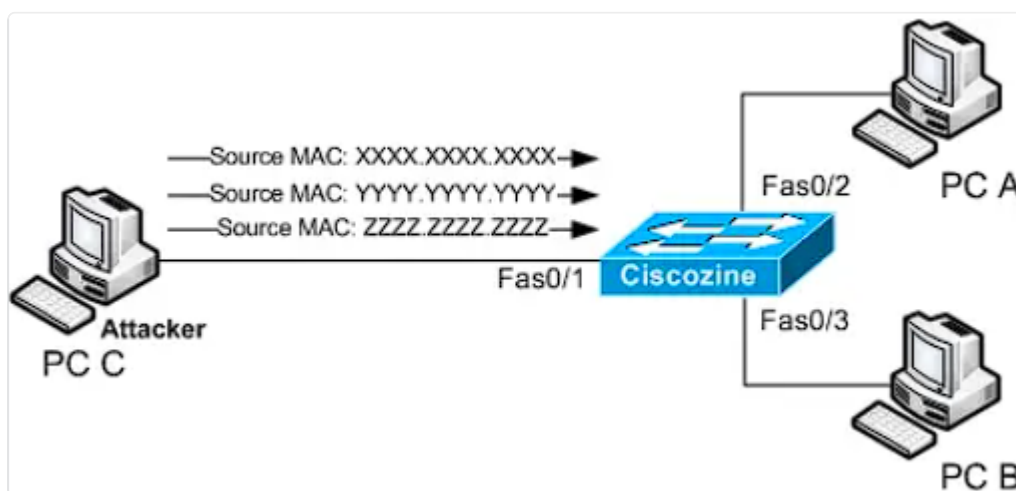 Source MAC: XXXX.XXXX.XXXX
Source MAC: YYYY.YYYY.YYYY
Source MAC: ZZZZ.ZZZZ.ZZZZ
Fas0/2
PC A
Fas0/1
Ciscozine
Fas0/3
Attacker
PC C
PC B